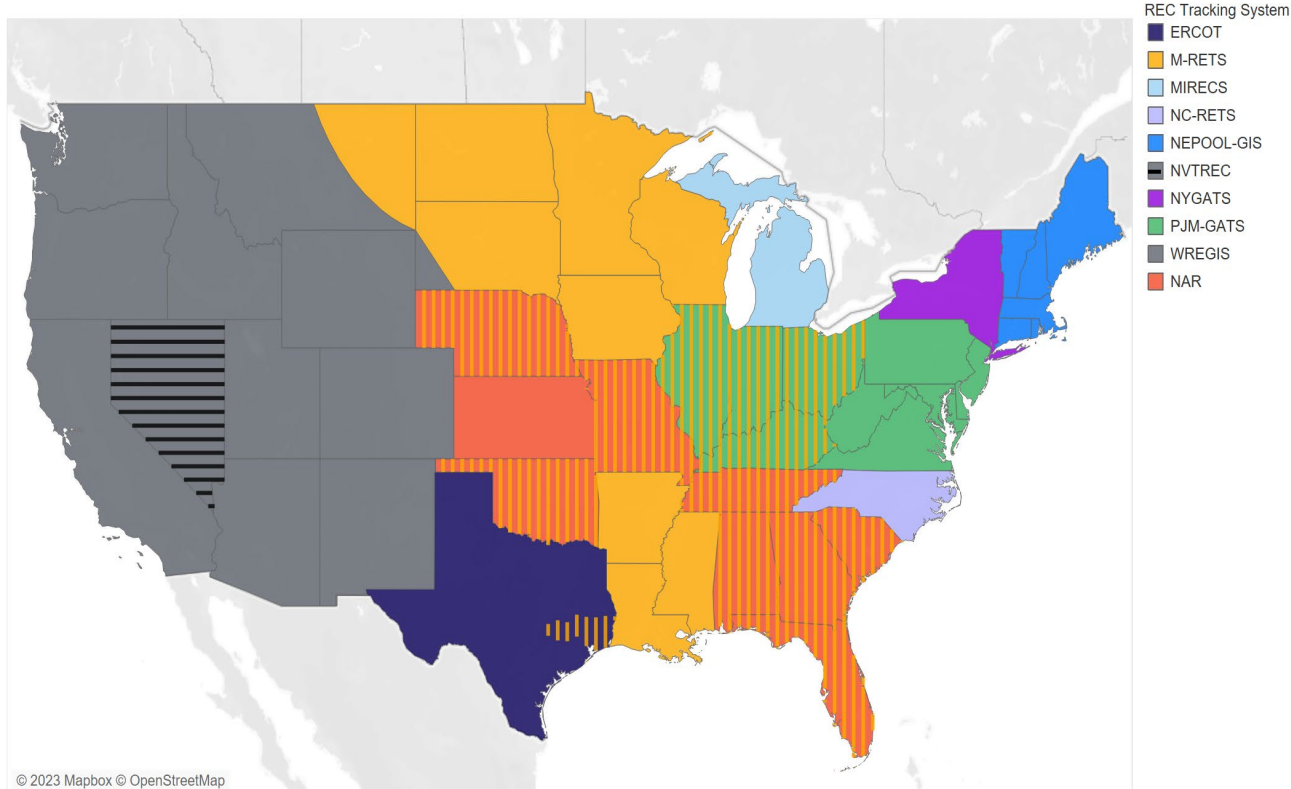 REC Tracking System
ERCOT
M-RETS
MIRECS
NC-RETS
NEPOOL-GIS
NVTREC
NYGATS
PJM-GATS
WREGIS
NAR
© 2023 Mapbox © OpenStreetMap